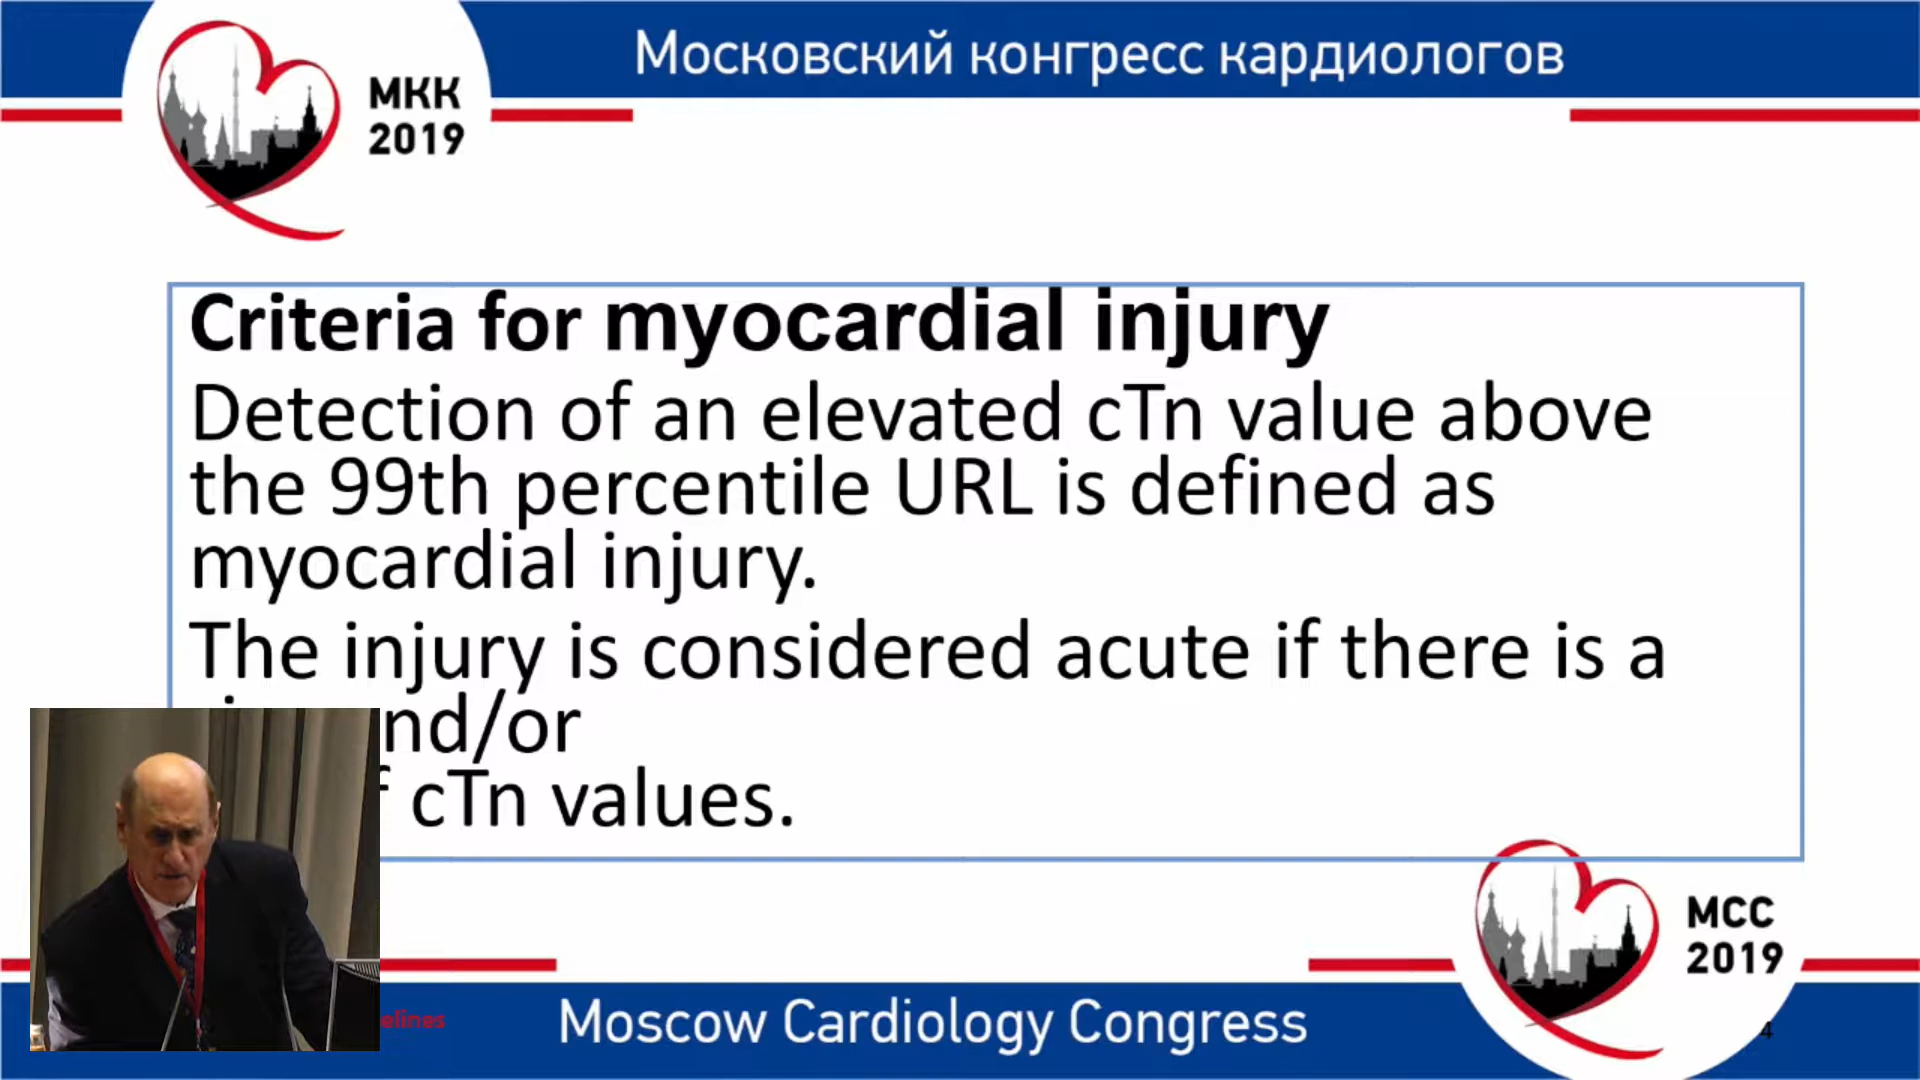 Московский конгресс кардиологов
МКК
2019
Criteria for myocardial injury
Detection of an elevated cTn value above
the 99th percentile URL is defined as
myocardial injury.
The injury is considered acute if there is a
nd/or
cTn values.
MCC
2019
elines
Moscow Cardiology Congress
4